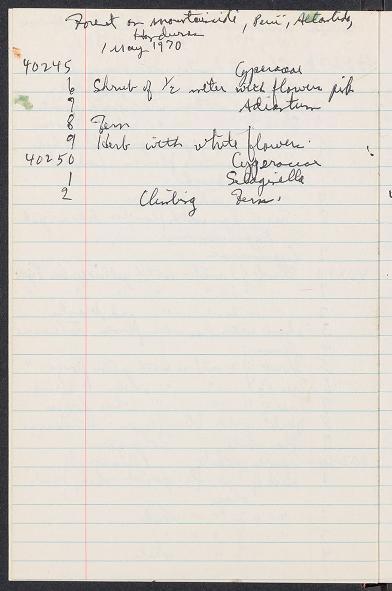 Forest on mountainside, "Peru", Atlantida,
Honduras
1 May 1970
40245 Cyperaceae
6 Shrub of 1/2 meter with flowers pink
7 Adiantum
8 Fern
9 Herb with white flowers.
40250 Cyperaceae
1 Selaginella
2 Climbing Fern.